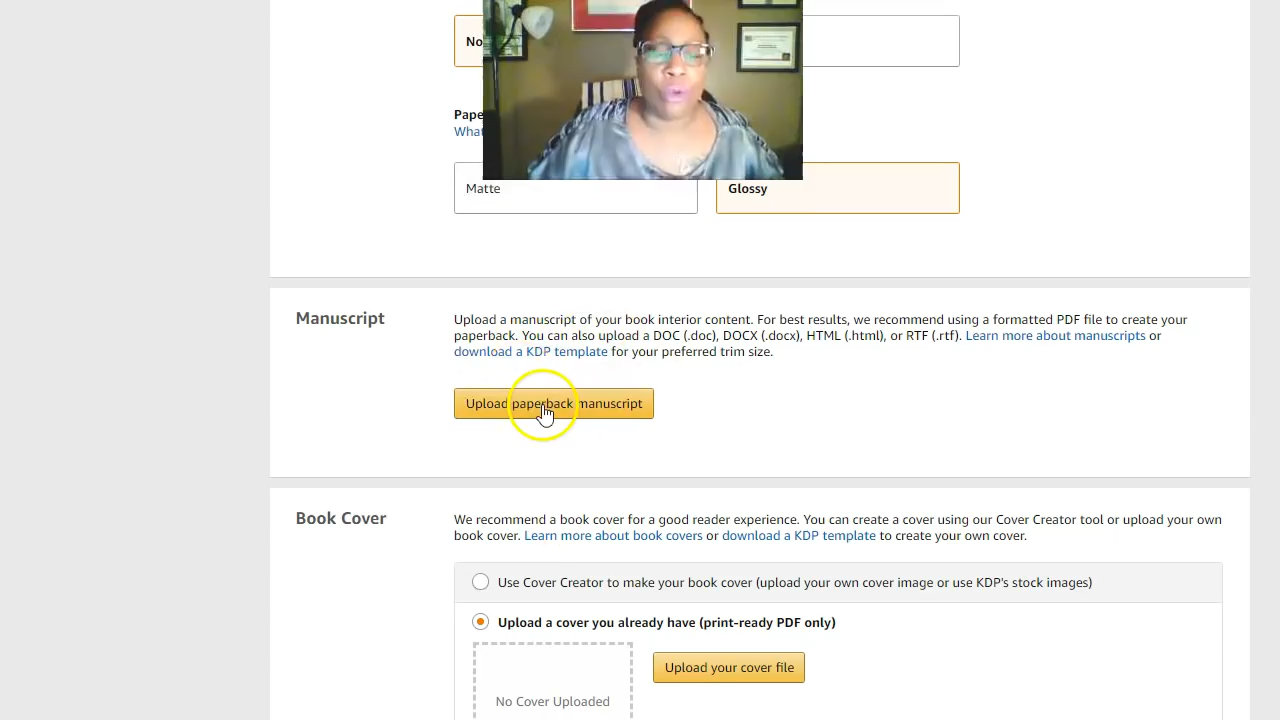 No
Pape
What
Matte
Glossy
Manuscript
Upload a manuscript of your book interior content. For best results, we recommend using a formatted PDF file to create your
paperback. You can also upload a DOC (.doc), DOCX (.docx), HTML (.html), or RTF (.rtf). Learn more about manuscripts or
download a KDP template for your preferred trim size.
Upload paperback manuscript
Book Cover
We recommend a book cover for a good reader experience. You can create a cover using our Cover Creator tool or upload your own
book cover. Learn more about book covers or download a KDP template to create your own cover.
Use Cover Creator to make your book cover (upload your own cover image or use KDP's stock images)
Upload a cover you already have (print-ready PDF only)
Upload your cover file
No Cover Uploaded